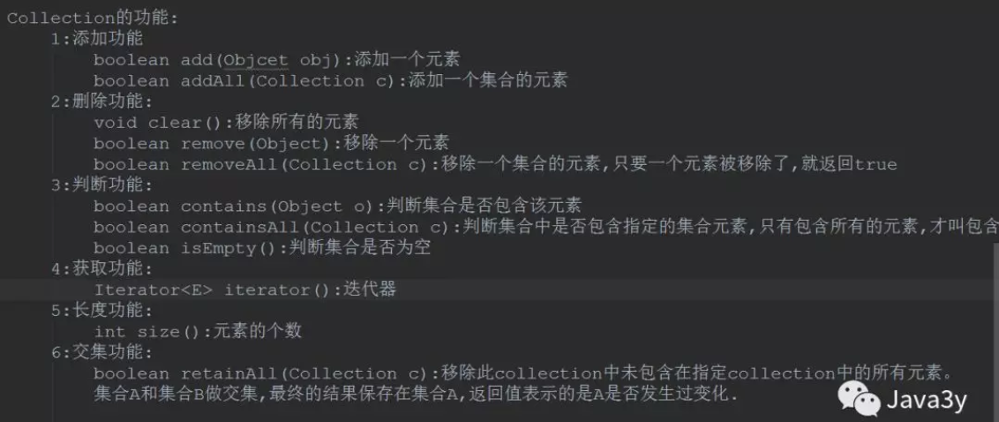 Collection的功能:
1:添加功能
boolean add(Objcet obj):添加一个元素
boolean addAll(Collection c):添加一个集合的元素
2:删除功能:
void clear():移除所有的元素
boolean remove(Object):移除一个元素
boolean removeAll(Collection c):移除一个集合的元素,只要一个元素被移除了,就返回true
3:判断功能:
boolean contains(Object o):判断集合是否包含该元素
boolean containsAll(Collection c):判断集合中是否包含指定的集合元素,只有包含所有的元素,才叫包含
boolean isEmpty():判断集合是否为空
4:获取功能:
Iterator<E> iterator():迭代器
5:长度功能:
int size():元素的个数
6:交集功能:
boolean retainAll(Collection c):移除此collection中未包含在指定collection中的所有元素。
集合A和集合B做交集,最终的结果保存在集合A,返回值表示的是A是否发生过变化.
Java3y